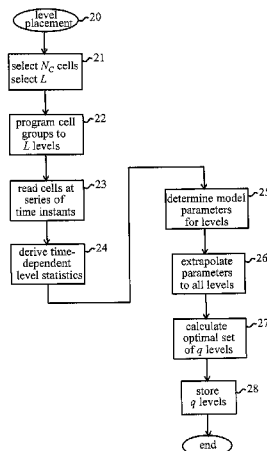 level
placement
20
select N_C cells
select L
21
program cell
groups to
L levels
22
read cells at
series of
time instants
23
derive time-
dependent
level statistics
24
determine model
parameters
for levels
25
extrapolate
parameters
to all levels
26
calculate
optimal set
of q levels
27
store
q levels
28
end